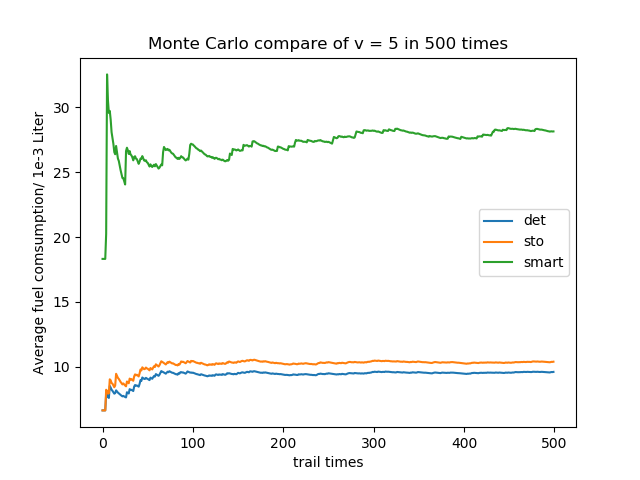 Monte Carlo compare of v = 5 in 500 times
Average fuel comsumption/ 1e-3 Liter
30
25
20
15
10
det
sto
smart
0 100 200 300 400 500
trail times